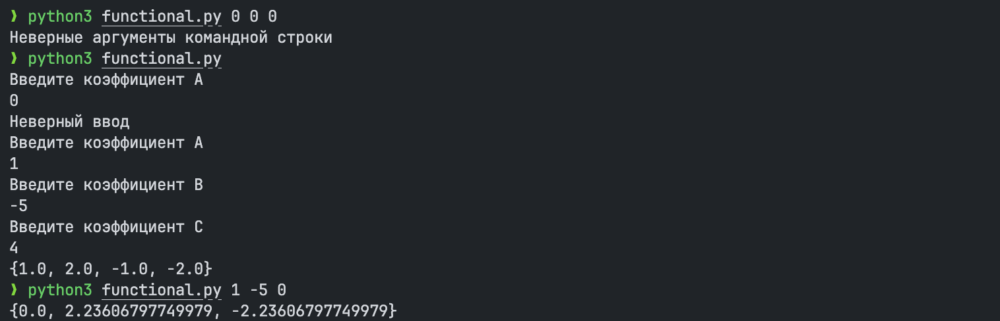 ❱ python3 functional.py 0 0 0
Неверные аргументы командной строки
❱ python3 functional.py
Введите коэффициент A
0
Неверный ввод
Введите коэффициент A
1
Введите коэффициент B
-5
Введите коэффициент C
4
{1.0, 2.0, -1.0, -2.0}
❱ python3 functional.py 1 -5 0
{0.0, 2.23606797749979, -2.23606797749979}